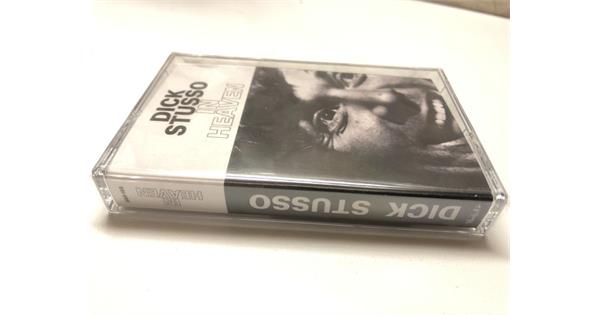 DICK
STUSSO
IN
HEAVEN
DICK STUSSO
IN
HEAVEN